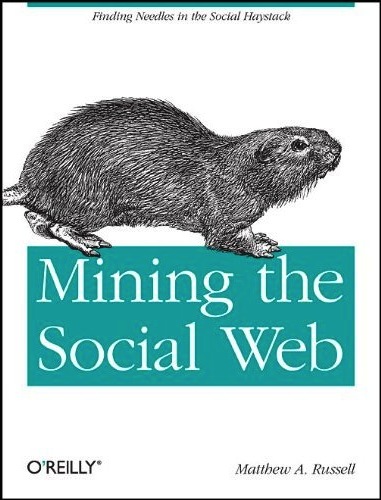 Finding Needles in the Social Haystack
Mining the
Social Web
O'REILLY®
Matthew A. Russell